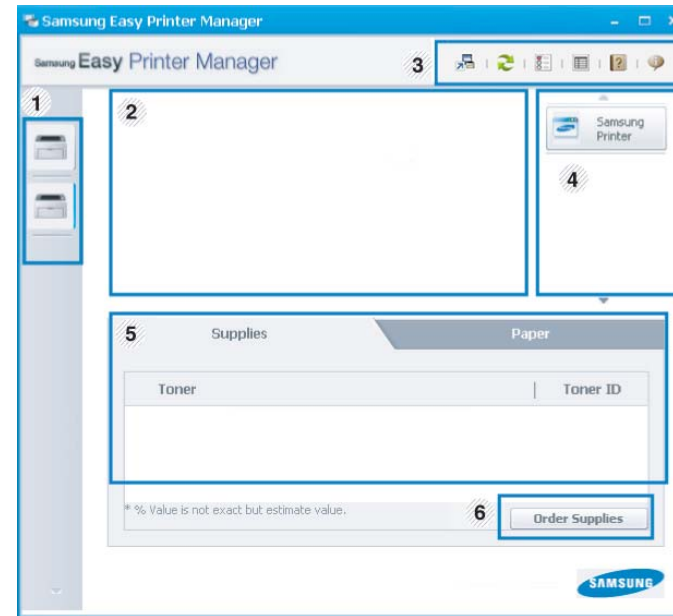 Samsung Easy Printer Manager
Samsung Easy Printer Manager
3
1
2
Samsung
Printer
4
5
Supplies
Paper
Toner
Toner ID
* % Value is not exact but estimate value.
6
Order Supplies
SAMSUNG